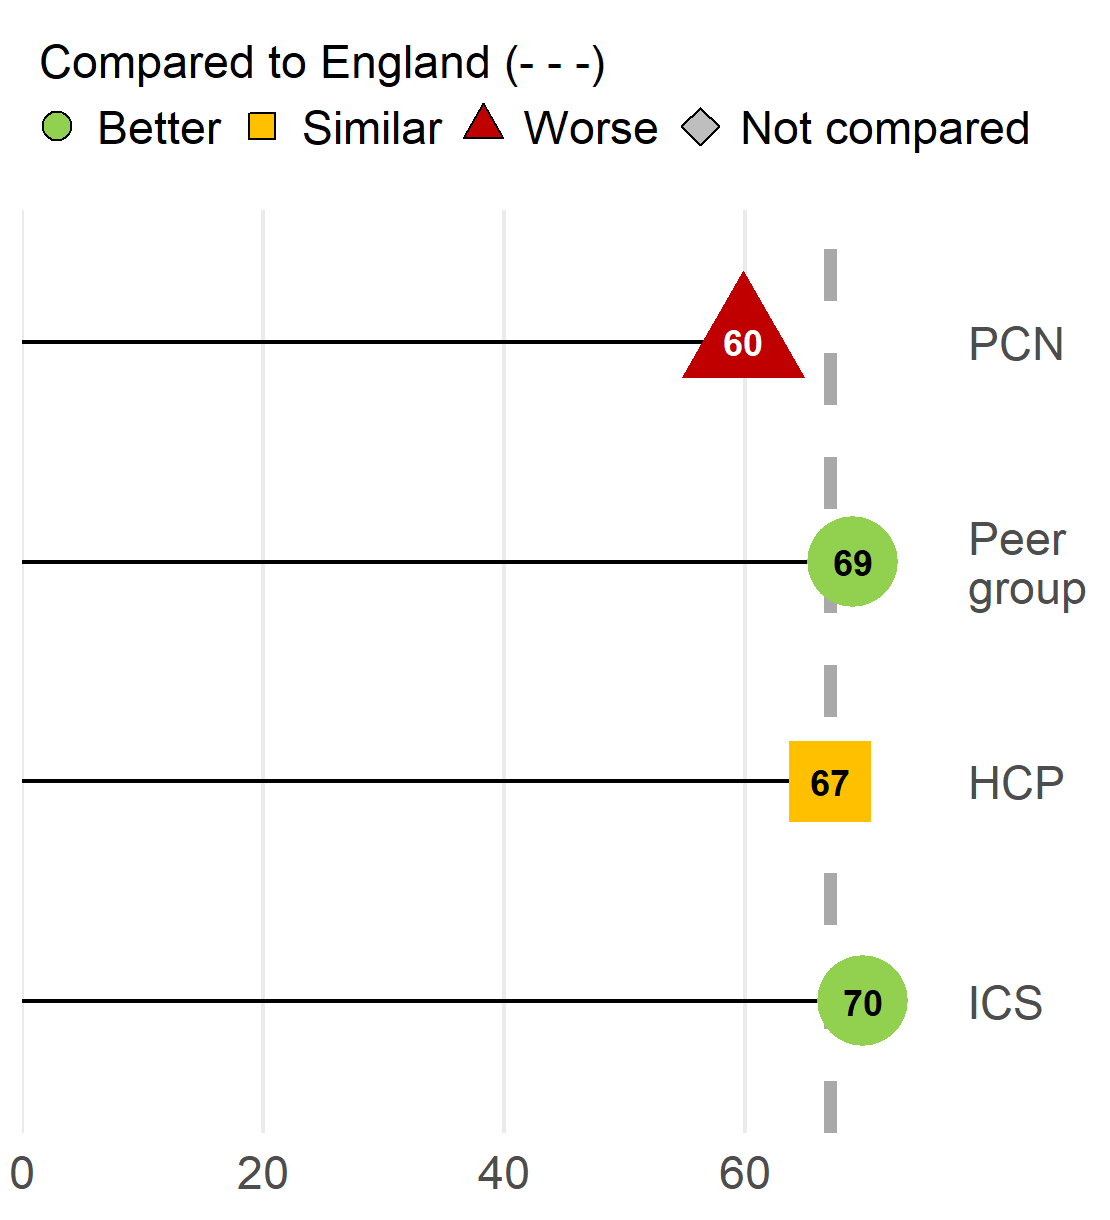 Compared to England (- - -)
Better Similar Worse Not compared
60 PCN
69 Peer
group
67 HCP
70 ICS
0 20 40 60